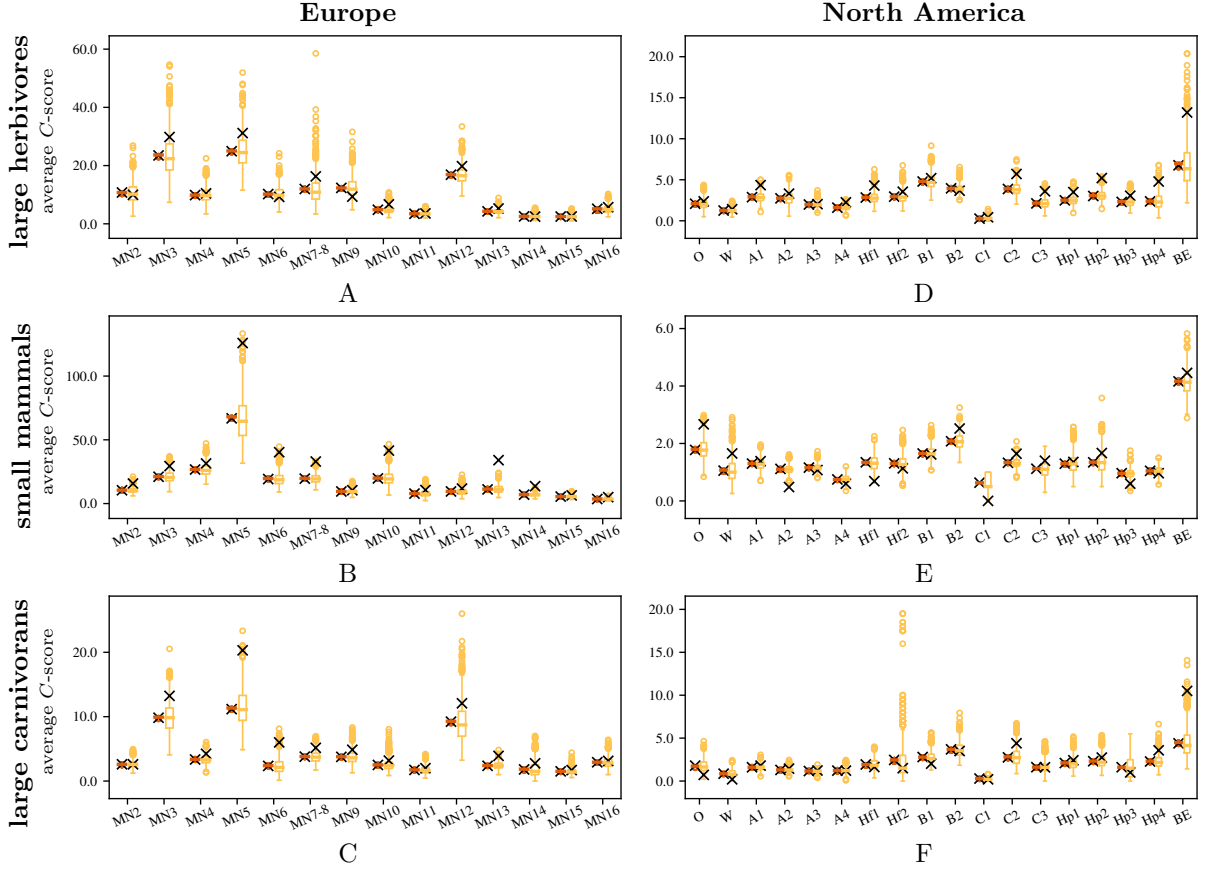 Europe
North America
large herbivores
average C-score
60.0
40.0
20.0
0.0
MN2 MN3 MN4 MN5 MN6 MN7-8 MN9 MN10 MN11 MN12 MN13 MN14 MN15 MN16
A
20.0
15.0
10.0
5.0
0.0
O W A1 A2 A3 A4 Hf1 Hf2 B1 B2 C1 C2 C3 Hp1 Hp2 Hp3 Hp4 BE
D
small mammals
average C-score
100.0
50.0
0.0
MN2 MN3 MN4 MN5 MN6 MN7-8 MN9 MN10 MN11 MN12 MN13 MN14 MN15 MN16
B
6.0
4.0
2.0
0.0
O W A1 A2 A3 A4 Hf1 Hf2 B1 B2 C1 C2 C3 Hp1 Hp2 Hp3 Hp4 BE
E
large carnivorans
average C-score
20.0
10.0
0.0
MN2 MN3 MN4 MN5 MN6 MN7-8 MN9 MN10 MN11 MN12 MN13 MN14 MN15 MN16
C
20.0
15.0
10.0
5.0
0.0
O W A1 A2 A3 A4 Hf1 Hf2 B1 B2 C1 C2 C3 Hp1 Hp2 Hp3 Hp4 BE
F